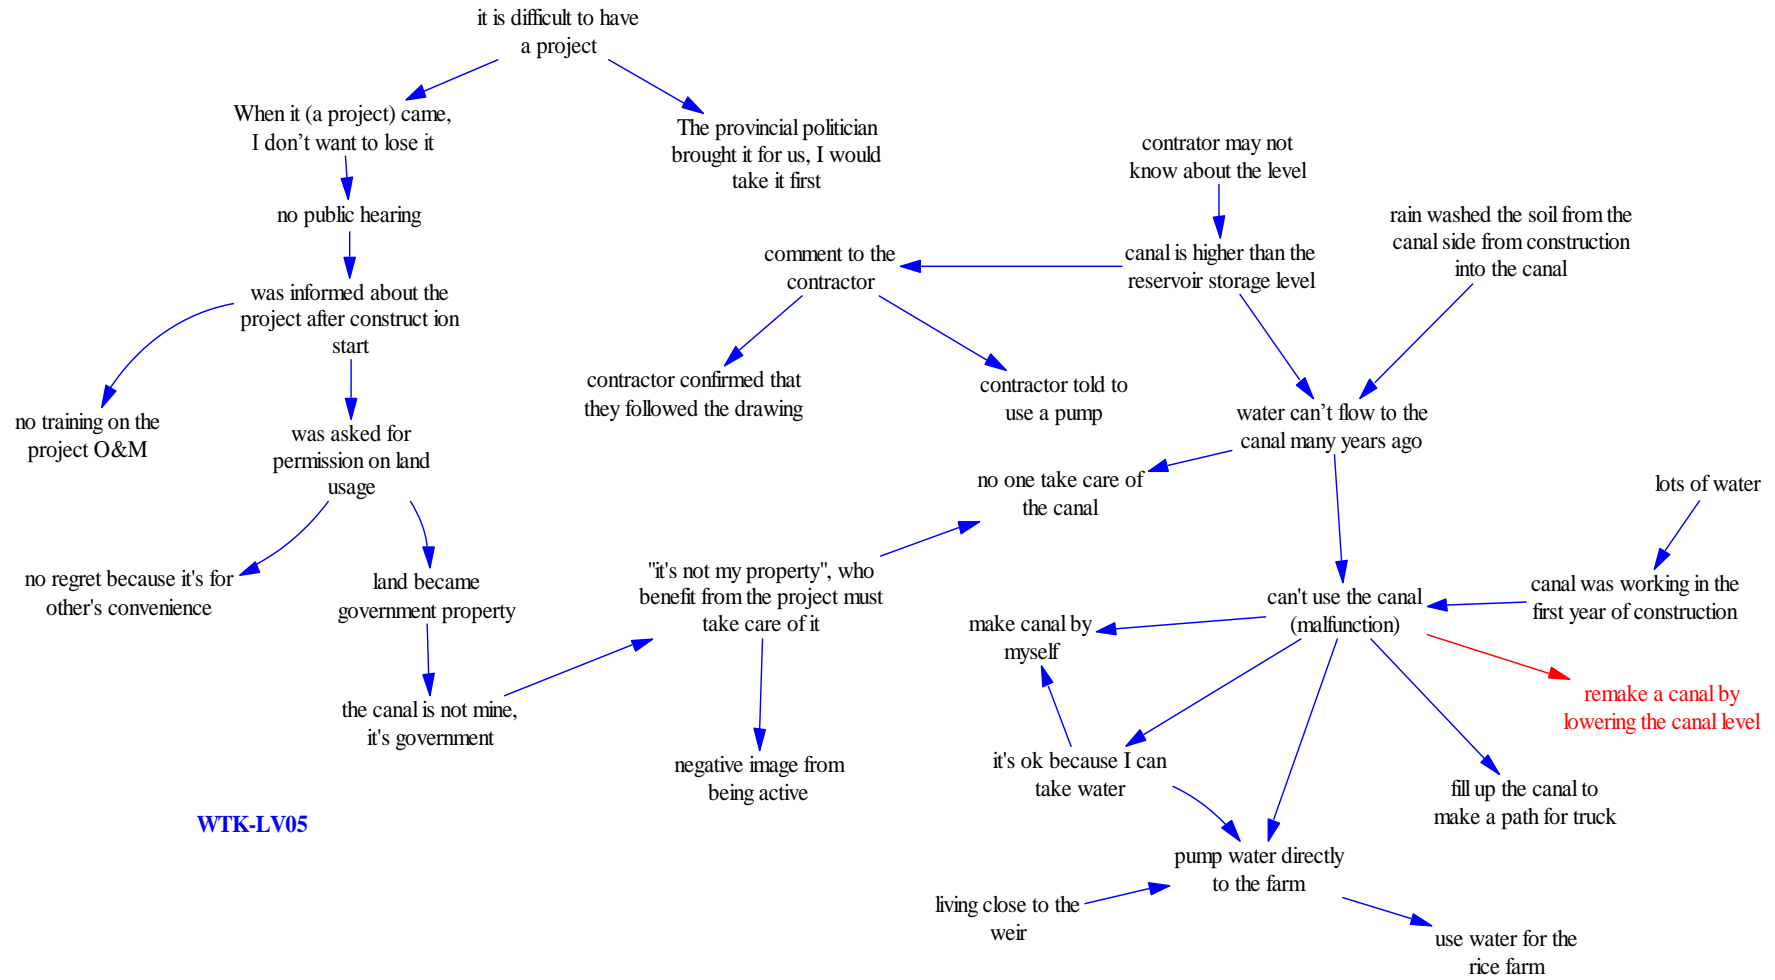 it is difficult to have
a project
When it (a project) came,
I don’t want to lose it
The provincial politician
brought it for us, I would
take it first
contrator may not
know about the level
no public hearing
rain washed the soil from the
canal side from construction
into the canal
comment to the
contractor
canal is higher than the
reservoir storage level
was informed about the
project after construct ion
start
contractor confirmed that
they followed the drawing
contractor told to
use a pump
no training on the
project O&M
water can’t flow to the
canal many years ago
was asked for
permission on land
usage
no one take care of
the canal
lots of water
no regret because it's for
other's convenience
land became
government property
"it's not my property", who
benefit from the project must
take care of it
can't use the canal
(malfunction)
canal was working in the
first year of construction
make canal by
myself
the canal is not mine,
it's government
remake a canal by
lowering the canal level
negative image from
being active
it's ok because I can
take water
fill up the canal to
make a path for truck
WTK-LV05
pump water directly
to the farm
living close to the
weir
use water for the
rice farm